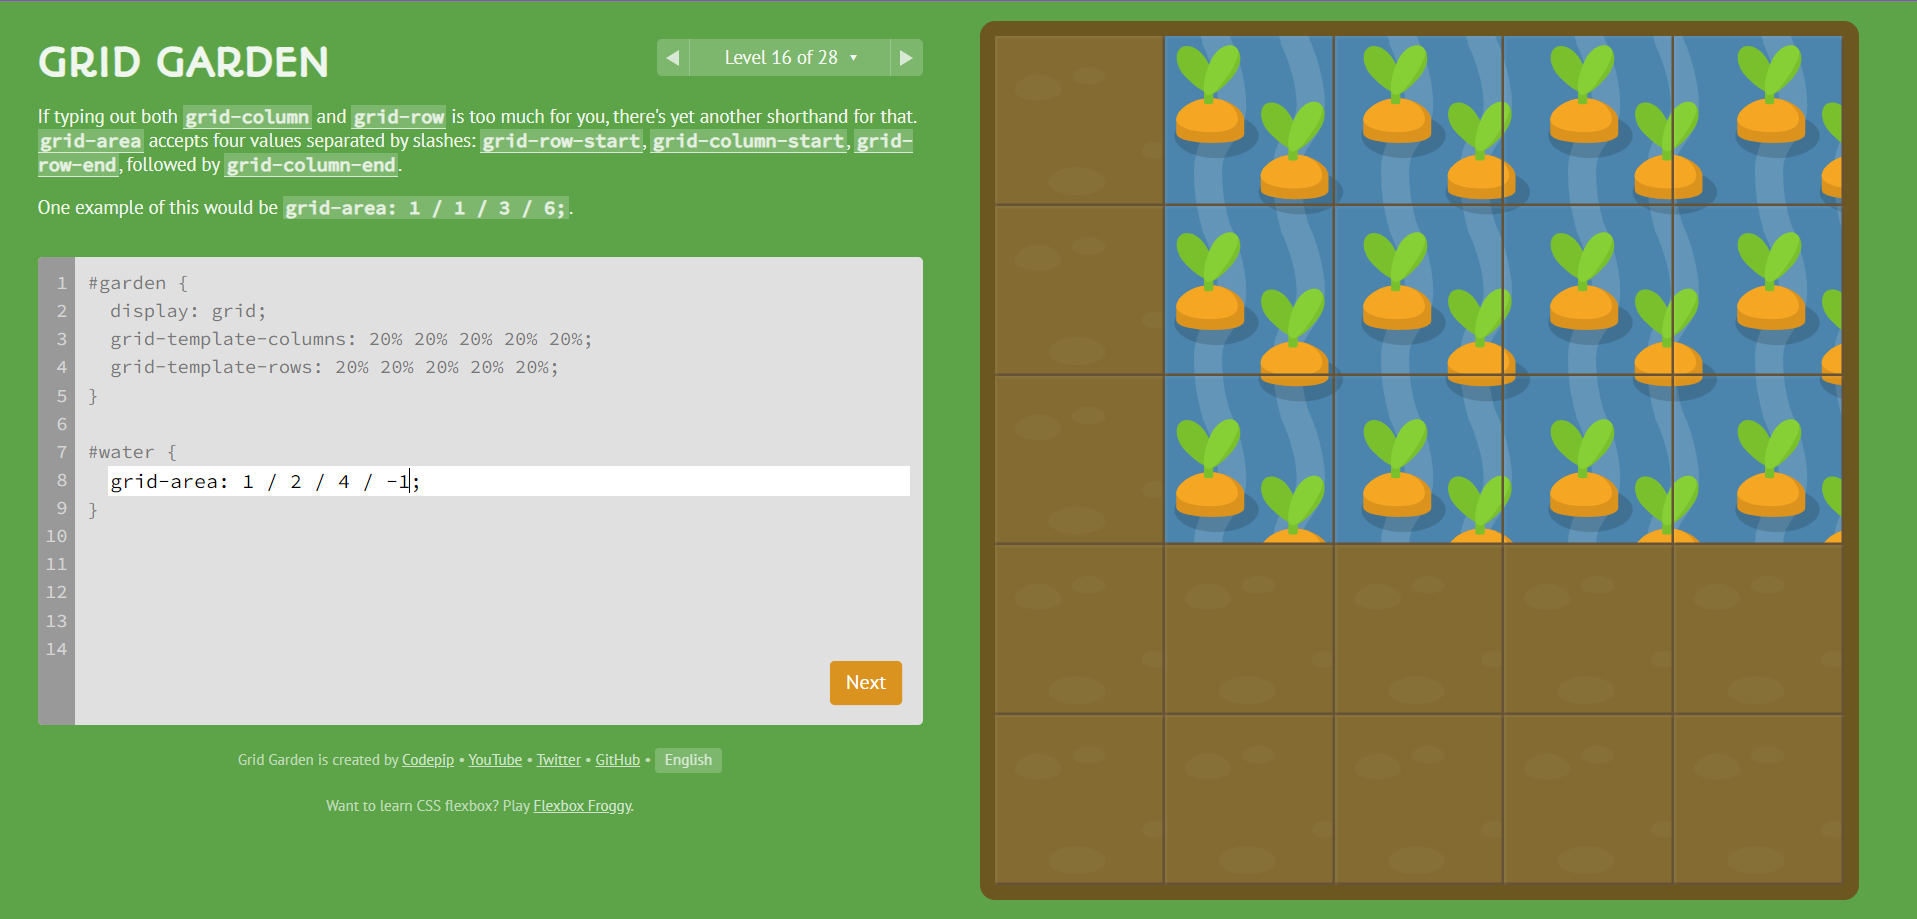 GRID GARDEN
◀ Level 16 of 28 ▾ ▶
If typing out both grid-column and grid-row is too much for you, there's yet another shorthand for that.
grid-area accepts four values separated by slashes: grid-row-start, grid-column-start, grid-
row-end, followed by grid-column-end.
One example of this would be grid-area: 1 / 1 / 3 / 6;.
1 #garden {
2 display: grid;
3 grid-template-columns: 20% 20% 20% 20% 20%;
4 grid-template-rows: 20% 20% 20% 20% 20%;
5 }
6
7 #water {
8 grid-area: 1 / 2 / 4 / -1;
9 }
10
11
12
13
14
Next
Grid Garden is created by Codepip • YouTube • Twitter • GitHub • English
Want to learn CSS flexbox? Play Flexbox Froggy.